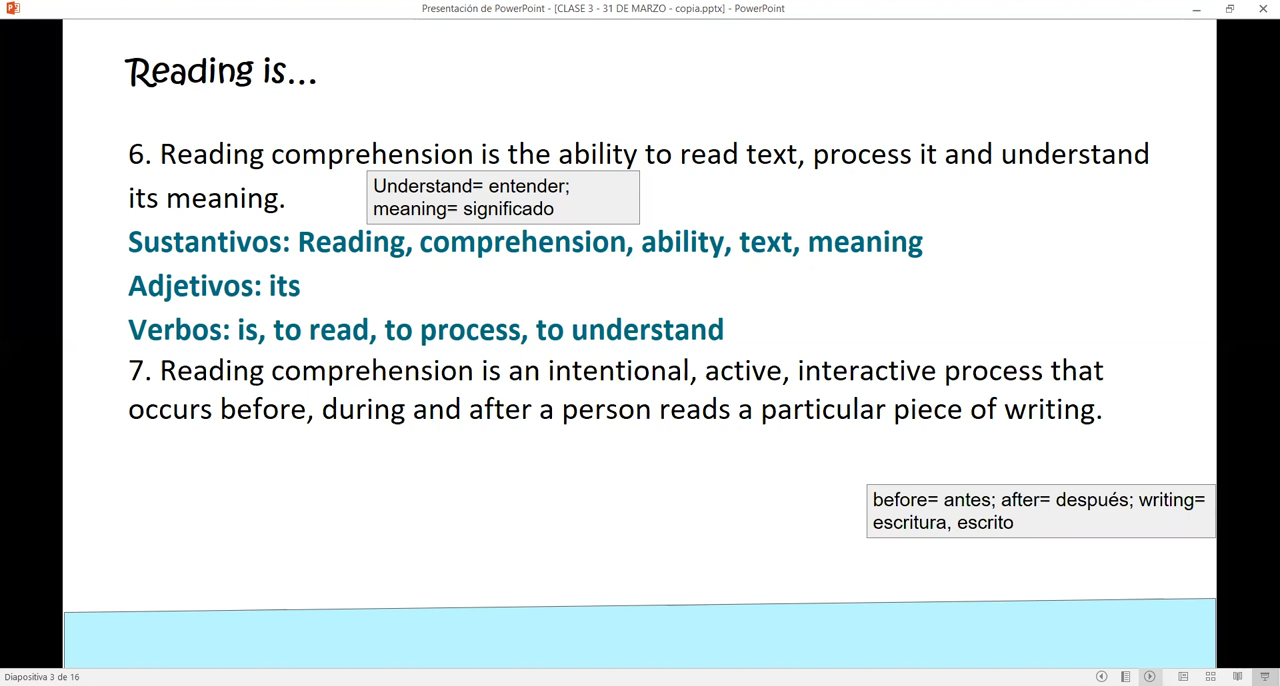 Presentación de PowerPoint - [CLASE 3 - 31 DE MARZO - copia.pptx] - PowerPoint
Reading is...
6. Reading comprehension is the ability to read text, process it and understand
its meaning.
Understand= entender;
meaning= significado
Sustantivos: Reading, comprehension, ability, text, meaning
Adjetivos: its
Verbos: is, to read, to process, to understand
7. Reading comprehension is an intentional, active, interactive process that
occurs before, during and after a person reads a particular piece of writing.
before= antes; after= después; writing=
escritura, escrito
Diapositiva 3 de 16